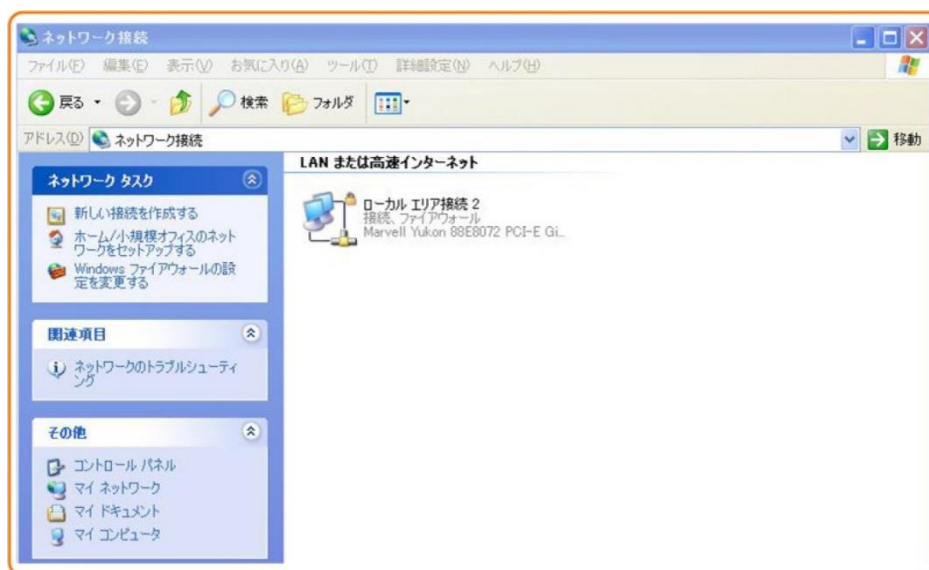 ネットワーク接続
ファイル(F) 編集(E) 表示(V) お気に入り(A) ツール(T) 詳細設定(N) ヘルプ(H)
戻る 検索 フォルダ
アドレス(D) ネットワーク接続 移動
ネットワーク タスク
新しい接続を作成する
ホーム/小規模オフィスのネット
ワークをセットアップする
Windows ファイアウォールの設
定を変更する
関連項目
ネットワークのトラブルシューティ
ング
その他
コントロール パネル
マイ ネットワーク
マイ ドキュメント
マイ コンピュータ
LAN または高速インターネット
ローカル エリア接続 2
接続、ファイアウォール
Marvell Yukon 88E8072 PCI-E Gi...